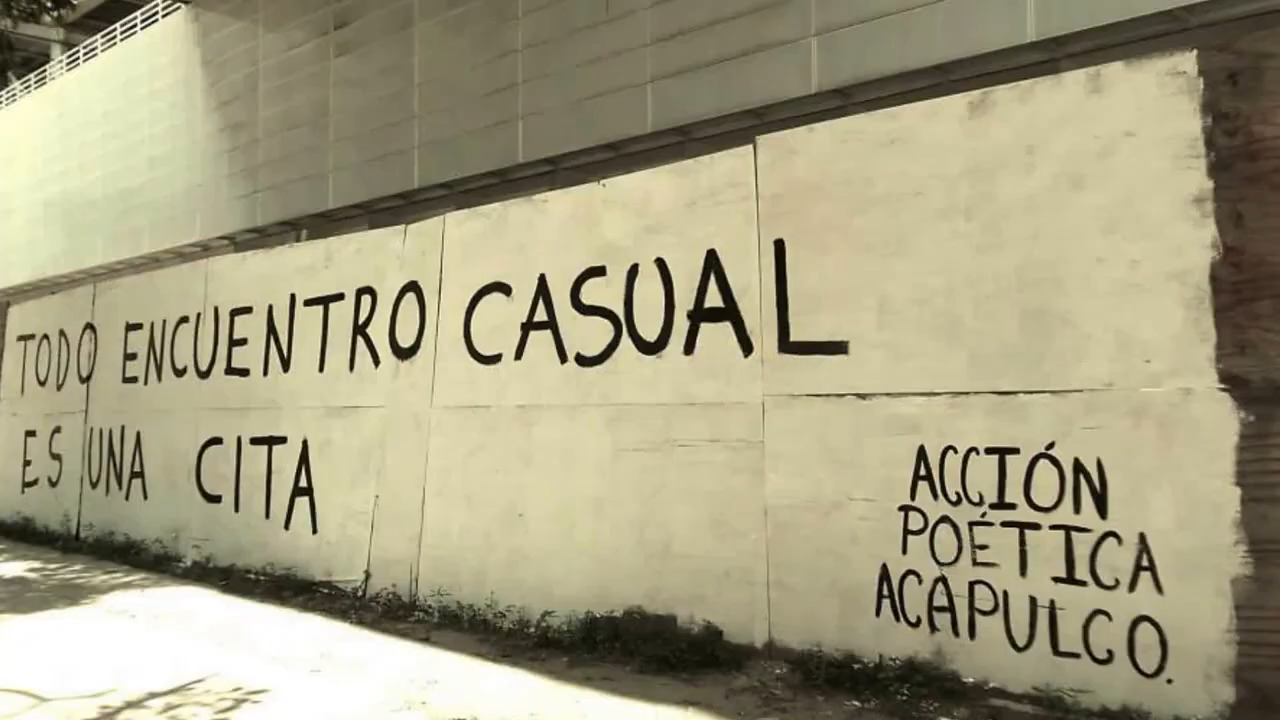 TODO ENCUENTRO CASUAL
ES UNA CITA
ACCIÓN
POÉTICA
ACAPULCO.